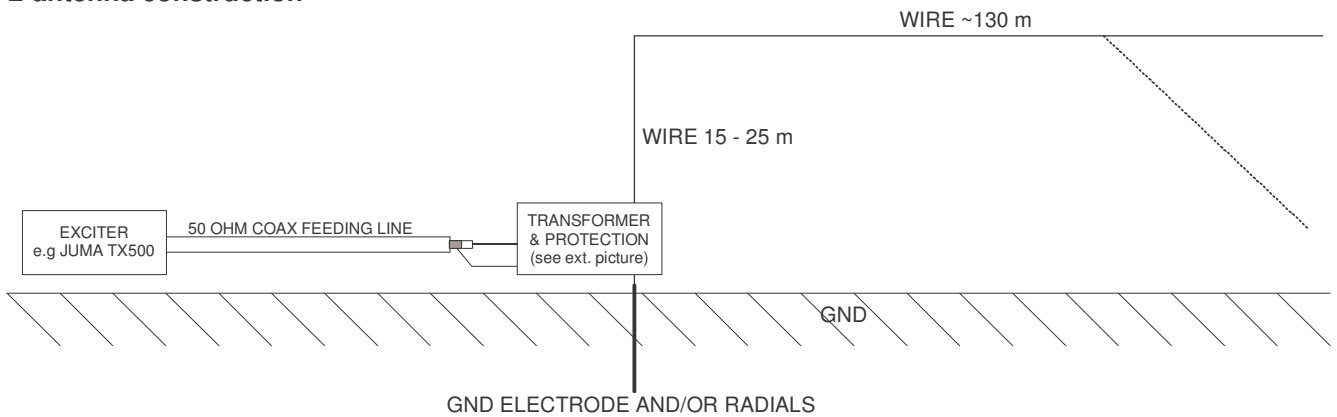 WIRE ~130 m
WIRE 15 - 25 m
EXCITER
e.g JUMA TX500
50 OHM COAX FEEDING LINE
TRANSFORMER
& PROTECTION
(see ext. picture)
GND
GND ELECTRODE AND/OR RADIALS